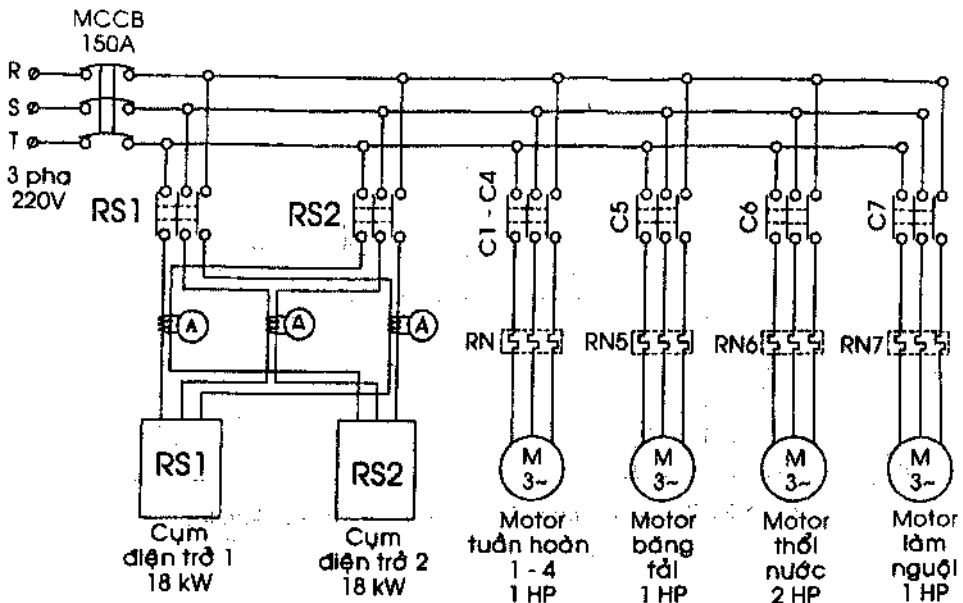 MCCB
150A
R
S
T
3 pha
220V
RS1
RS2
C1 - C4
C5
C6
C7
A
A
A
RN
RN5
RN6
RN7
RS1
RS2
M
3~
M
3~
M
3~
M
3~
Cụm
điện trở 1
18 kW
Cụm
điện trở 2
18 kW
Motor
tuần hoàn
1 - 4
1 HP
Motor
băng
tải
1 HP
Motor
thổi
nước
2 HP
Motor
làm
nguội
1 HP